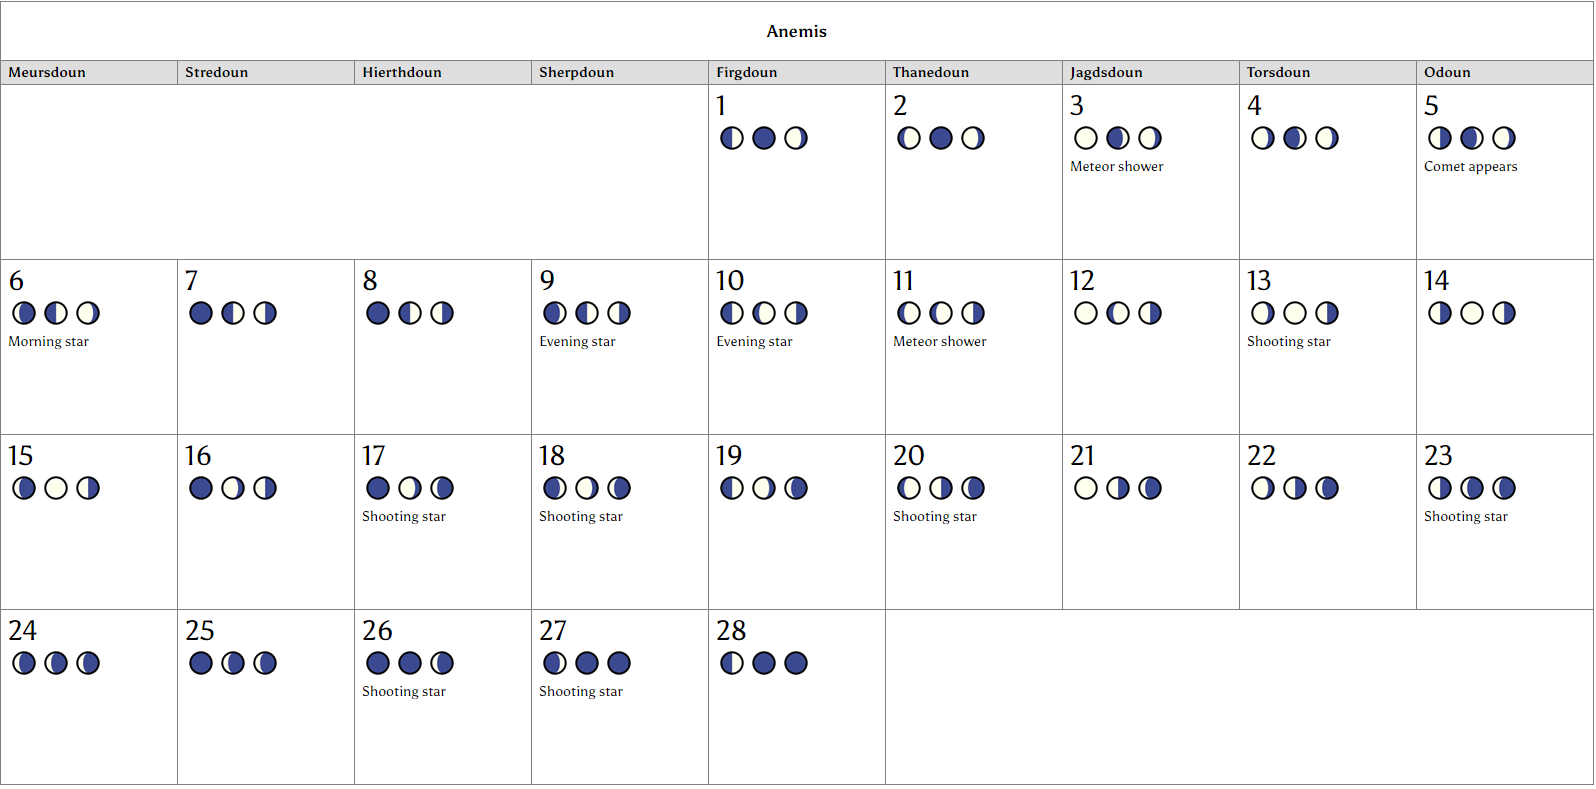 Anemis
Meursdoun Stredoun Hierthdoun Sherpdoun Firgdoun Thanedoun Jagdsdoun Torsdoun Odoun
1 2 3 4 5
Meteor shower Comet appears
6 7 8 9 10 11 12 13 14
Morning star Evening star Evening star Meteor shower Shooting star
15 16 17 18 19 20 21 22 23
Shooting star Shooting star Shooting star Shooting star
24 25 26 27 28
Shooting star Shooting star